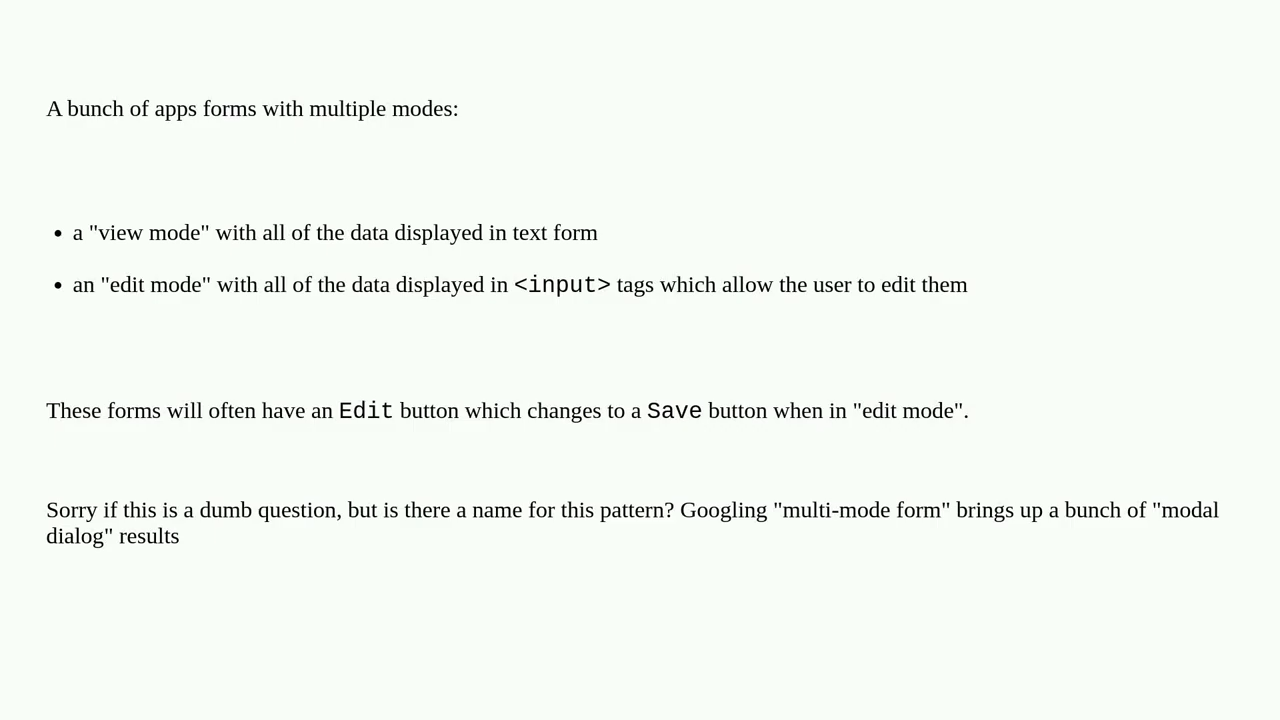 A bunch of apps forms with multiple modes:
• a "view mode" with all of the data displayed in text form
• an "edit mode" with all of the data displayed in <input> tags which allow the user to edit them
These forms will often have an Edit button which changes to a Save button when in "edit mode".
Sorry if this is a dumb question, but is there a name for this pattern? Googling "multi-mode form" brings up a bunch of "modal
dialog" results